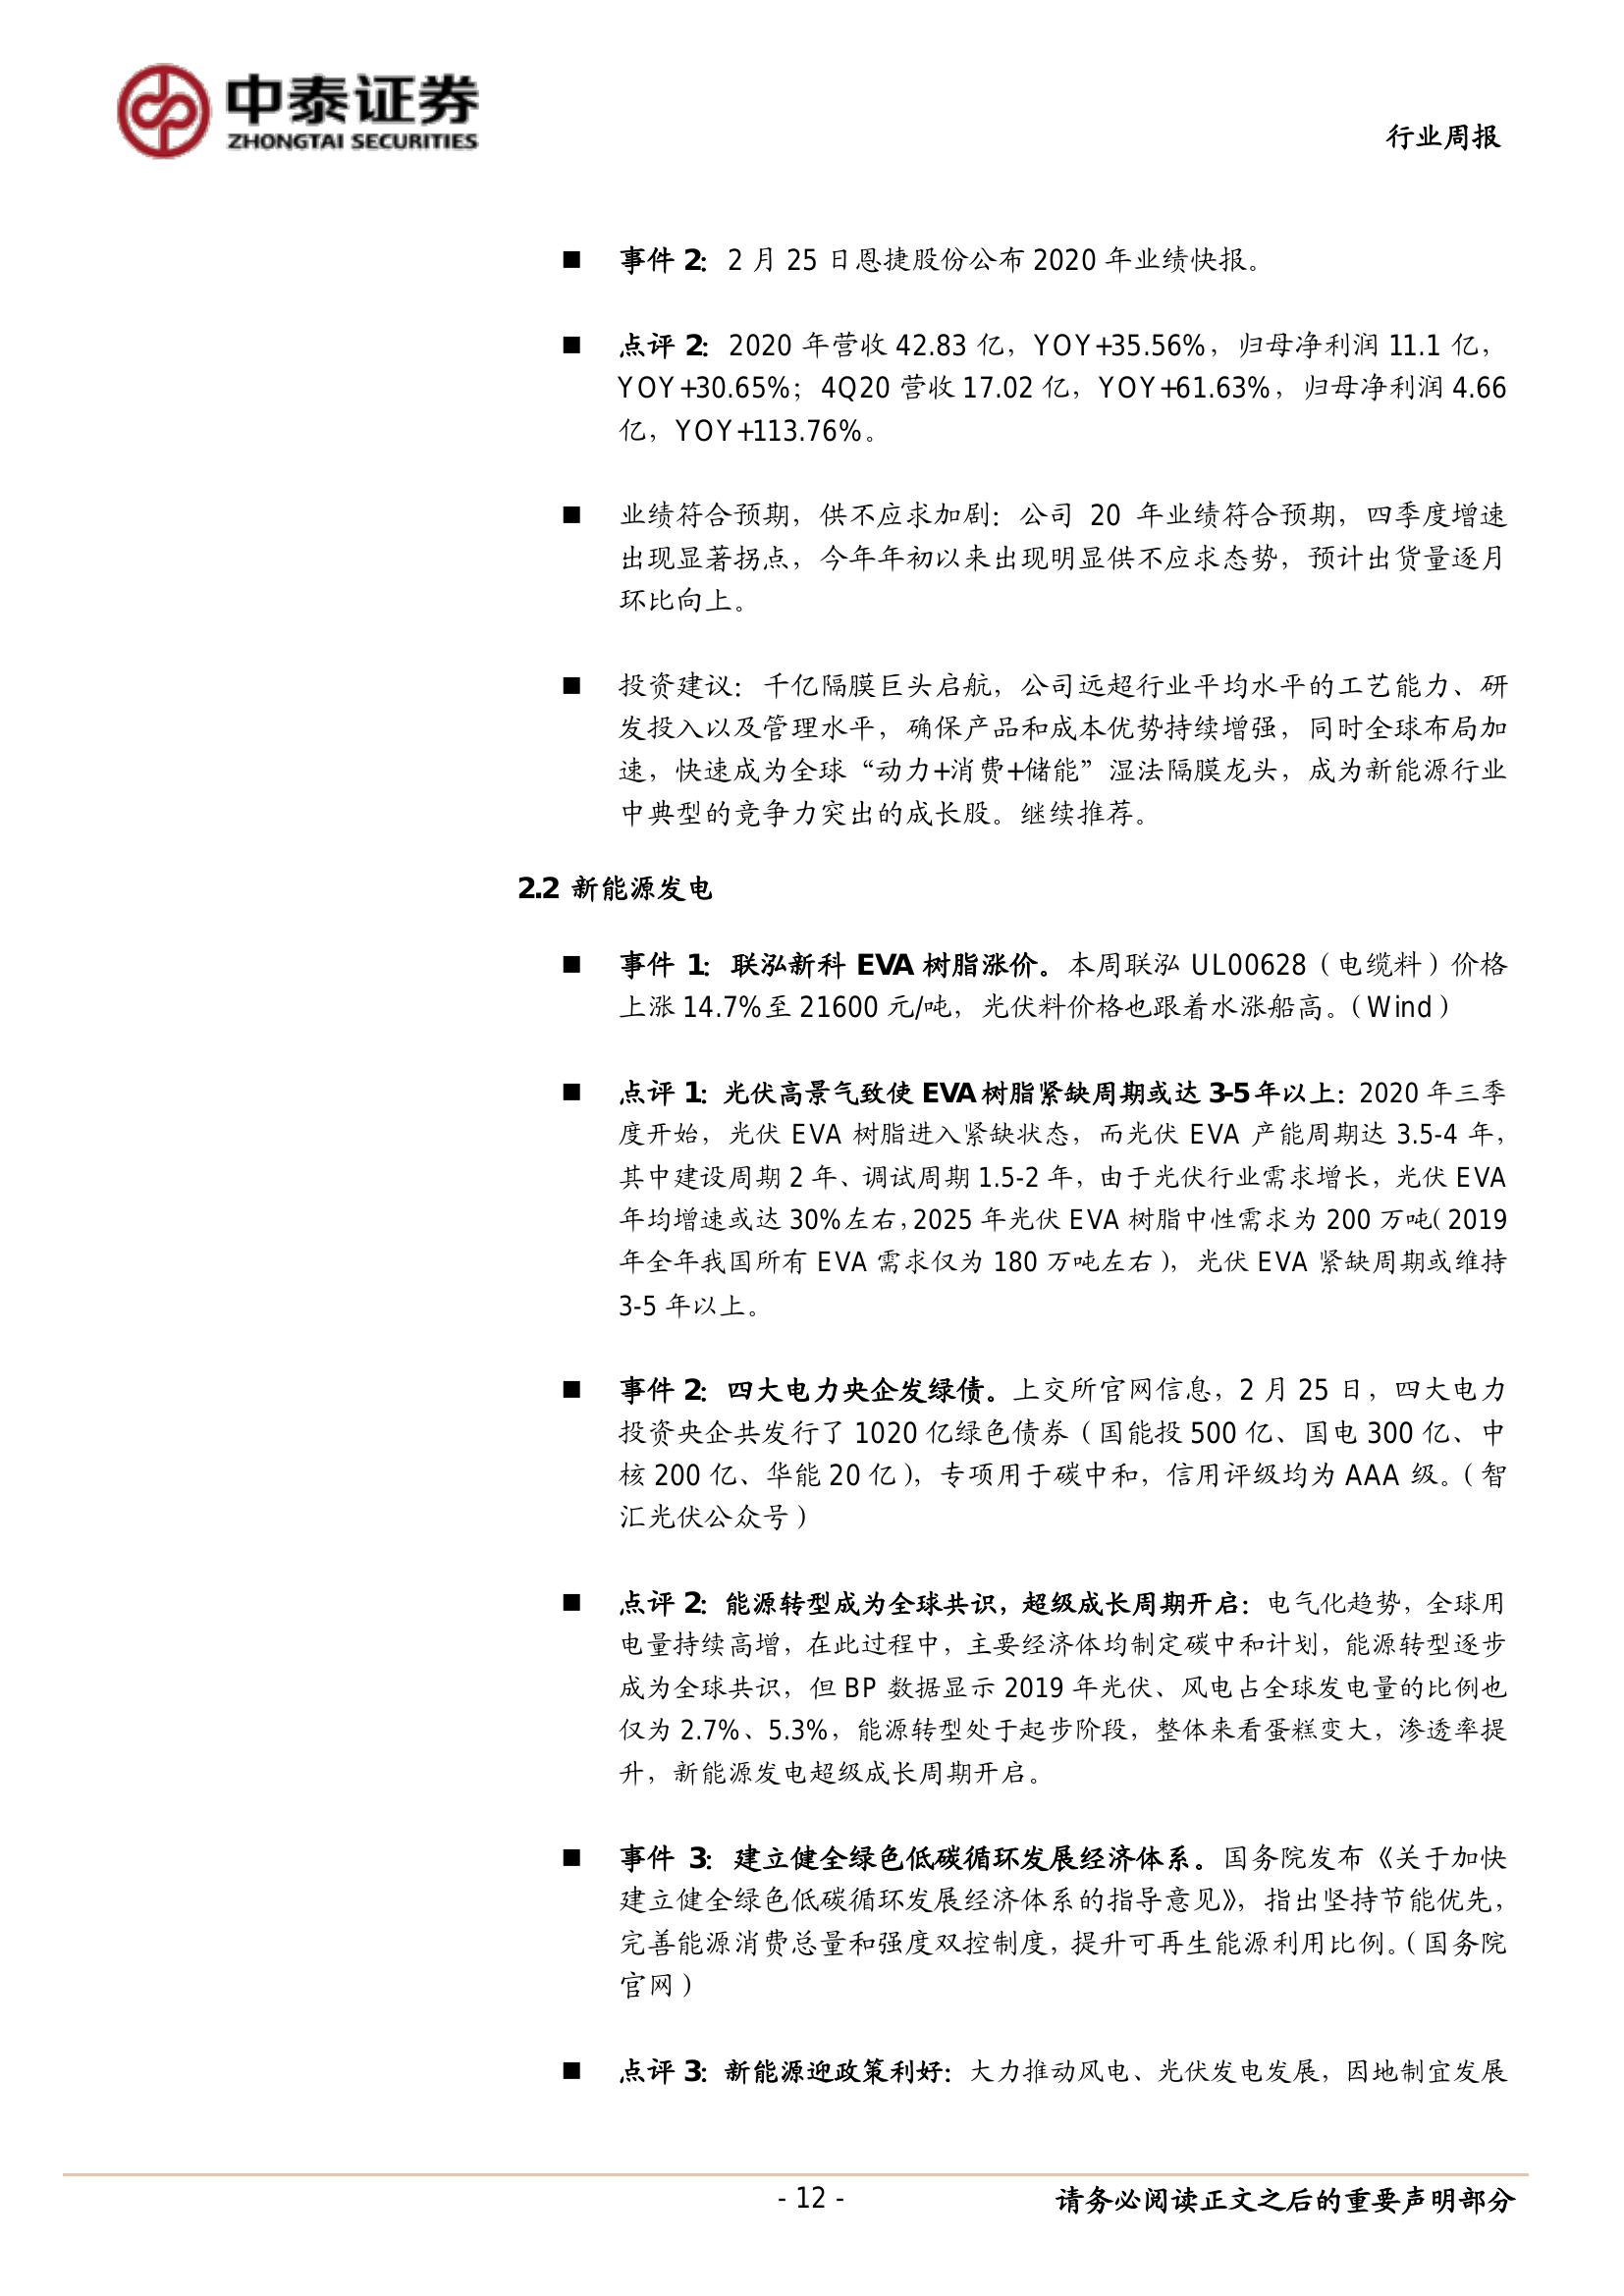 中泰证券
ZHONGTAI SECURITIES
行业周报
■ 事件 2：2 月 25 日恩捷股份公布 2020 年业绩快报。
■ 点评 2：2020 年营收 42.83 亿，YOY+35.56%，归母净利润 11.1 亿，
YOY+30.65%；4Q20 营收 17.02 亿，YOY+61.63%，归母净利润 4.66
亿，YOY+113.76%。
■ 业绩符合预期，供不应求加剧：公司 20 年业绩符合预期，四季度增速
出现显著拐点，今年年初以来出现明显供不应求态势，预计出货量逐月
环比向上。
■ 投资建议：千亿隔膜巨头启航，公司远超行业平均水平的工艺能力、研
发投入以及管理水平，确保产品和成本优势持续增强，同时全球布局加
速，快速成为全球“动力+消费+储能”湿法隔膜龙头，成为新能源行业
中典型的竞争力突出的成长股。继续推荐。
2.2 新能源发电
■ 事件 1：联泓新科 EVA 树脂涨价。本周联泓 UL00628（电缆料）价格
上涨 14.7%至 21600 元/吨，光伏料价格也跟着水涨船高。（Wind）
■ 点评 1：光伏高景气致使 EVA 树脂紧缺周期或达 3-5 年以上：2020 年三季
度开始，光伏 EVA 树脂进入紧缺状态，而光伏 EVA 产能周期达 3.5-4 年，
其中建设周期 2 年、调试周期 1.5-2 年，由于光伏行业需求增长，光伏 EVA
年均增速或达 30%左右，2025 年光伏 EVA 树脂中性需求为 200 万吨（2019
年全年我国所有 EVA 需求仅为 180 万吨左右），光伏 EVA 紧缺周期或维持
3-5 年以上。
■ 事件 2：四大电力央企发绿债。上交所官网信息，2 月 25 日，四大电力
投资央企共发行了 1020 亿绿色债券（国能投 500 亿、国电 300 亿、中
核 200 亿、华能 20 亿），专项用于碳中和，信用评级均为 AAA 级。（智
汇光伏公众号）
■ 点评 2：能源转型成为全球共识，超级成长周期开启：电气化趋势，全球用
电量持续高增，在此过程中，主要经济体均制定碳中和计划，能源转型逐步
成为全球共识，但 BP 数据显示 2019 年光伏、风电占全球发电量的比例也
仅为 2.7%、5.3%，能源转型处于起步阶段，整体来看蛋糕变大，渗透率提
升，新能源发电超级成长周期开启。
■ 事件 3：建立健全绿色低碳循环发展经济体系。国务院发布《关于加快
建立健全绿色低碳循环发展经济体系的指导意见》，指出坚持节能优先，
完善能源消费总量和强度双控制度，提升可再生能源利用比例。（国务院
官网）
■ 点评 3：新能源迎政策利好：大力推动风电、光伏发电发展，因地制宜发展
- 12 -
请务必阅读正文之后的重要声明部分